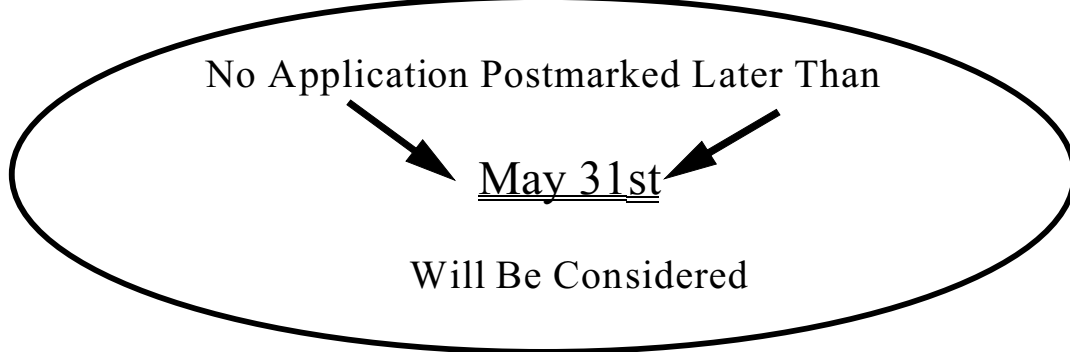 No Application Postmarked Later Than
May 31st
Will Be Considered